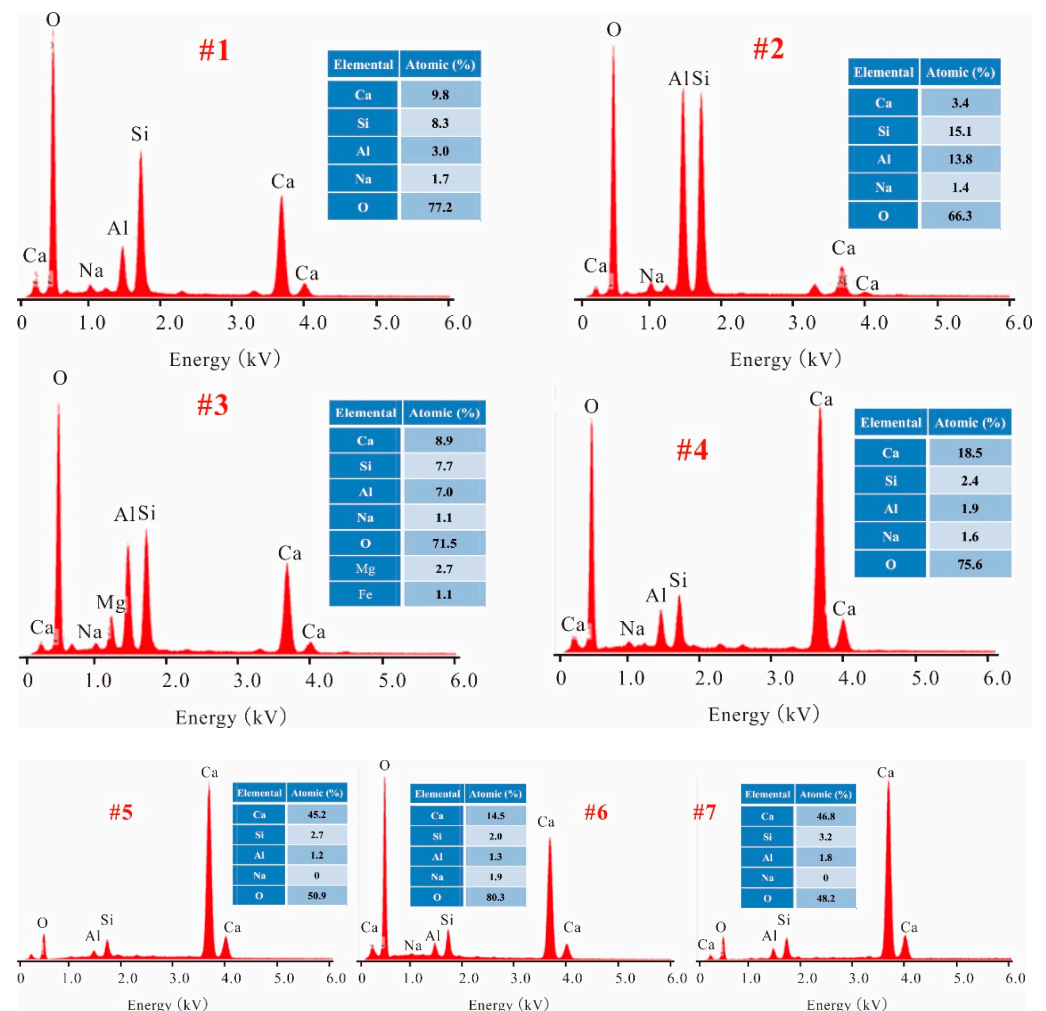 O
#1
Elemental Atomic (%)
Ca 9.8
Si 8.3
Al 3.0
Na 1.7
O 77.2
Si
Ca
Al
Ca
Na
Ca
0 1.0 2.0 3.0 4.0 5.0 6.0
Energy (kV)
O
#2
Elemental Atomic (%)
Ca 3.4
Si 15.1
Al 13.8
Na 1.4
O 66.3
Al Si
Ca
Ca
Na
Ca
0 1.0 2.0 3.0 4.0 5.0 6.0
Energy (kV)
O
#3
Elemental Atomic (%)
Ca 8.9
Si 7.7
Al 7.0
Na 1.1
O 71.5
Mg 2.7
Fe 1.1
Al Si
Ca
Mg
Ca
Na
Ca
0 1.0 2.0 3.0 4.0 5.0 6.0
Energy (kV)
O
Ca
#4
Elemental Atomic (%)
Ca 18.5
Si 2.4
Al 1.9
Na 1.6
O 75.6
Si
Al
Ca
Ca
Na
0 1.0 2.0 3.0 4.0 5.0 6.0
Energy (kV)
Ca
#5
Elemental Atomic (%)
Ca 45.2
Si 2.7
Al 1.2
Na 0
O 50.9
O
Si
Al
Ca
0 1.0 2.0 3.0 4.0 5.0 6.0
Energy (kV)
O
Elemental Atomic (%)
Ca 14.5
Si 2.0
Al 1.3
Na 1.9
O 80.3
Ca
#6
Ca
Na
Al
Si
Ca
0 1.0 2.0 3.0 4.0 5.0 6.0
Energy (kV)
#7
Elemental Atomic (%)
Ca 46.8
Si 3.2
Al 1.8
Na 0
O 48.2
Ca
Ca
O
Al
Si
Ca
0 1.0 2.0 3.0 4.0 5.0 6.0
Energy (kV)